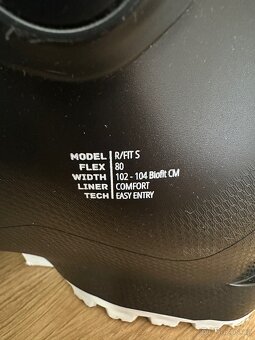 MODEL R/FIT S
FLEX 80
WIDTH 102 - 104 Biofit CM
LINER COMFORT
TECH EASY ENTRY